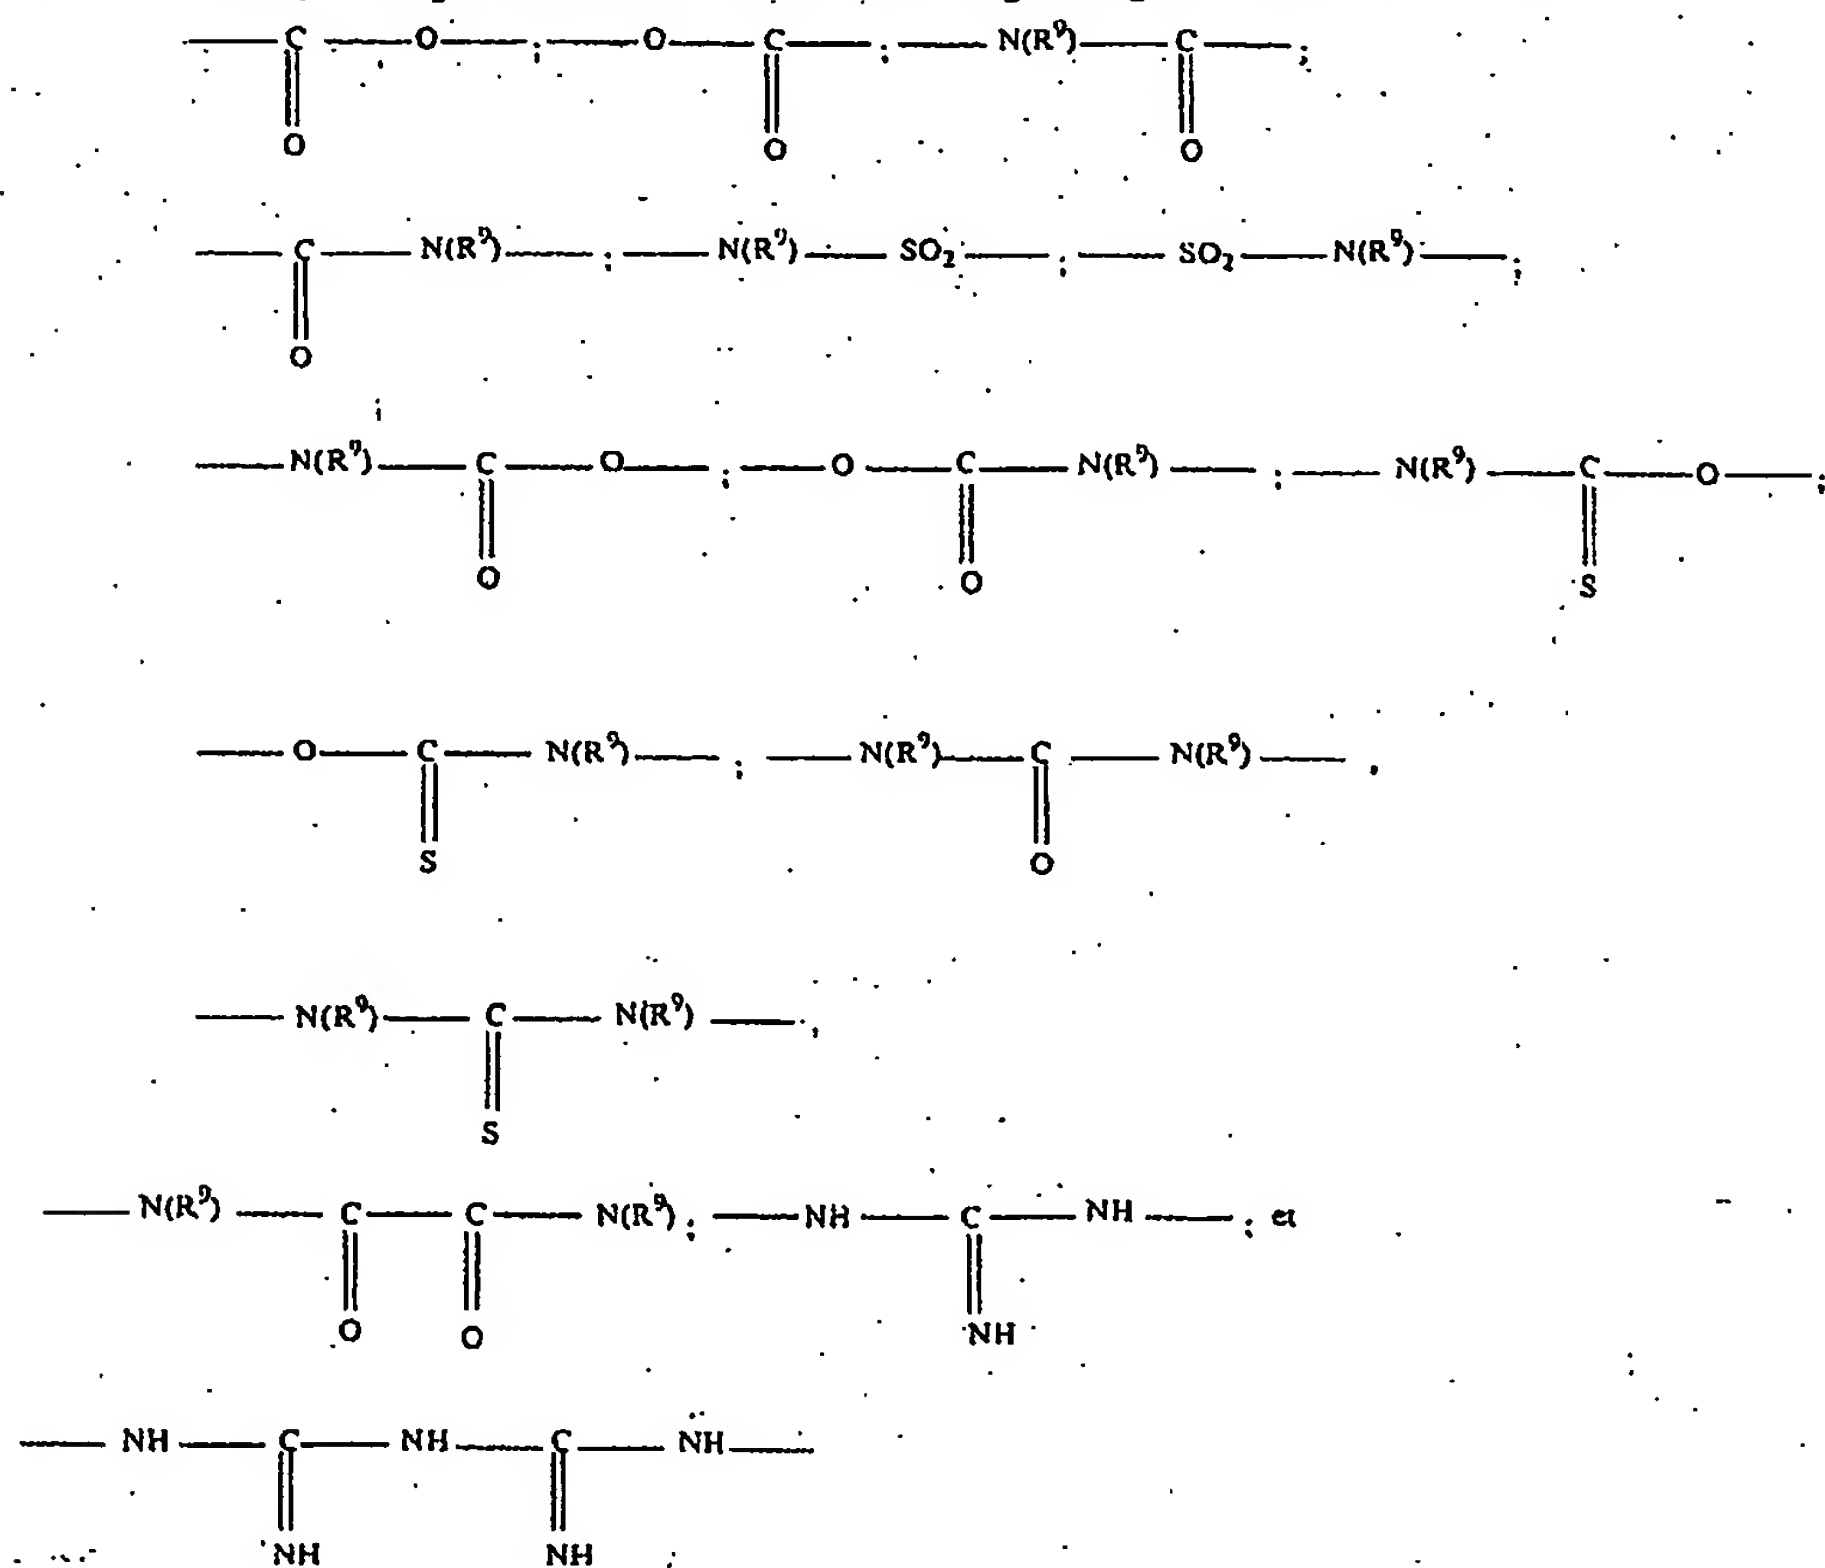 C O ; O C ; N(R⁹) C ;
O O O
C N(R⁹) ; N(R⁹) SO₂ ; SO₂ N(R⁹) ;
O
N(R⁹) C O ; O C N(R⁹) ; N(R⁹) C O ;
O O S
O C N(R⁹) ; N(R⁹) C N(R⁹) ,
S O
N(R⁹) C N(R⁹) ;
S
N(R⁹) C C N(R⁹) ; NH C NH ; et
O O NH
NH C NH C NH
NH NH